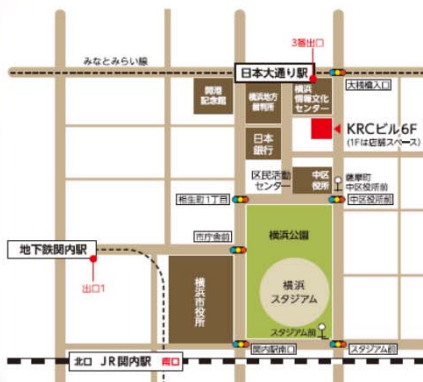 3番出口
みなとみらい線
日本大通り駅
大桟橋入口
開港
記念館
横浜地方
裁判所
横浜
情報文化
センター
KRCビル6F
(1Fは店舗スペース)
日本
銀行
区民活動
センター
中区
役所
薩摩町
中区役所前
相生町1丁目
中区役所前
市庁舎前
横浜公園
地下鉄関内駅
出口1
横浜市役所
横浜
スタジアム
スタジアム前
関内駅南口
スタジアム前
北口 JR関内駅 南口